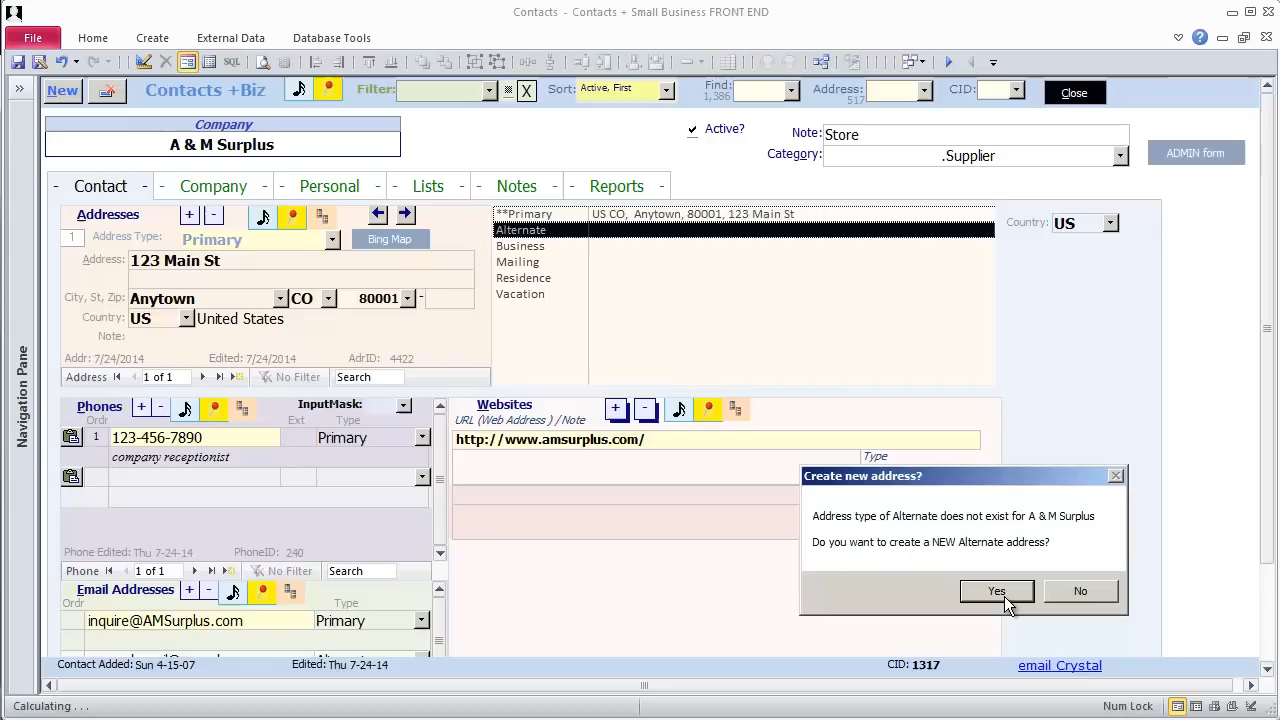 Contacts - Contacts + Small Business FRONT END
File Home Create External Data Database Tools
SQL
New Contacts +Biz Filter: X Sort: Active, First Find: 1,386 Address: 517 CID: Close
Company
A & M Surplus
Active?
Note: Store
Category: .Supplier
ADMIN form
- Contact - Company - - Personal - - Lists - - Notes - - Reports -
Addresses + -
1 Address Type: Primary Bing Map
Address: 123 Main St
City, St, Zip: Anytown CO 80001 -
Country: US United States
Note:
Addr: 7/24/2014 Edited: 7/24/2014 AdrID: 4422
Address 1 of 1 No Filter Search
**Primary US CO, Anytown, 80001, 123 Main St
Alternate
Business
Mailing
Residence
Vacation
Country: US
Navigation Pane
Phones + - InputMask:
Ordr Ext Type
1 123-456-7890 Primary
company receptionist
Phone Edited: Thu 7-24-14 PhoneID: 240
Phone 1 of 1 No Filter Search
Websites + -
URL (Web Address ) / Note
http://www.amsurplus.com/
Type
Create new address?
Address type of Alternate does not exist for A & M Surplus
Do you want to create a NEW Alternate address?
Yes No
Email Addresses + -
Ordr Type
inquire@AMSurplus.com Primary
Contact Added: Sun 4-15-07 Edited: Thu 7-24-14 CID: 1317 email Crystal
Calculating . . . Num Lock